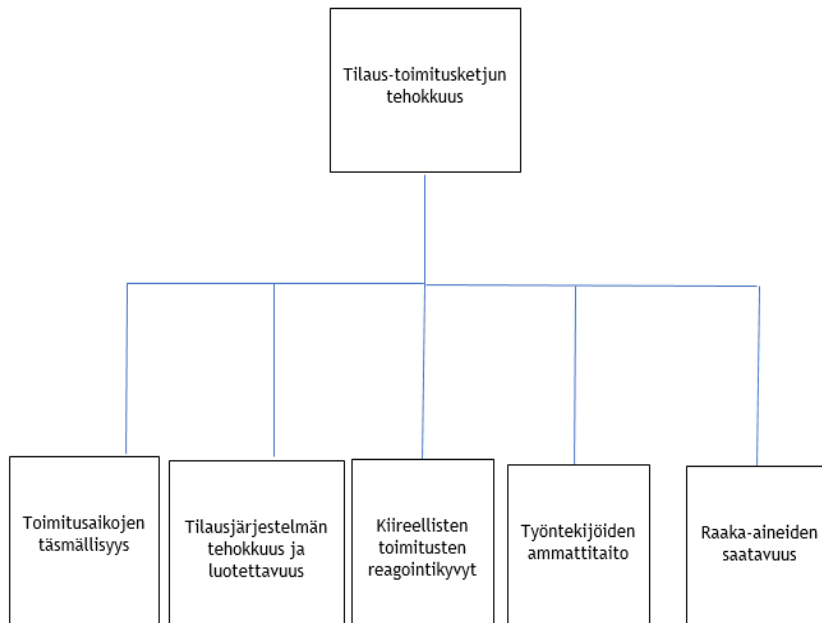 Tilaus-toimitusketjun
tehokkuus
Toimitusaikojen
täsmällisyys
Tilausjärjestelmän
tehokkuus ja
luotettavuus
Kiireellisten
toimitusten
reagointikyvyt
Työntekijöiden
ammattitaito
Raaka-aineiden
saatavuus